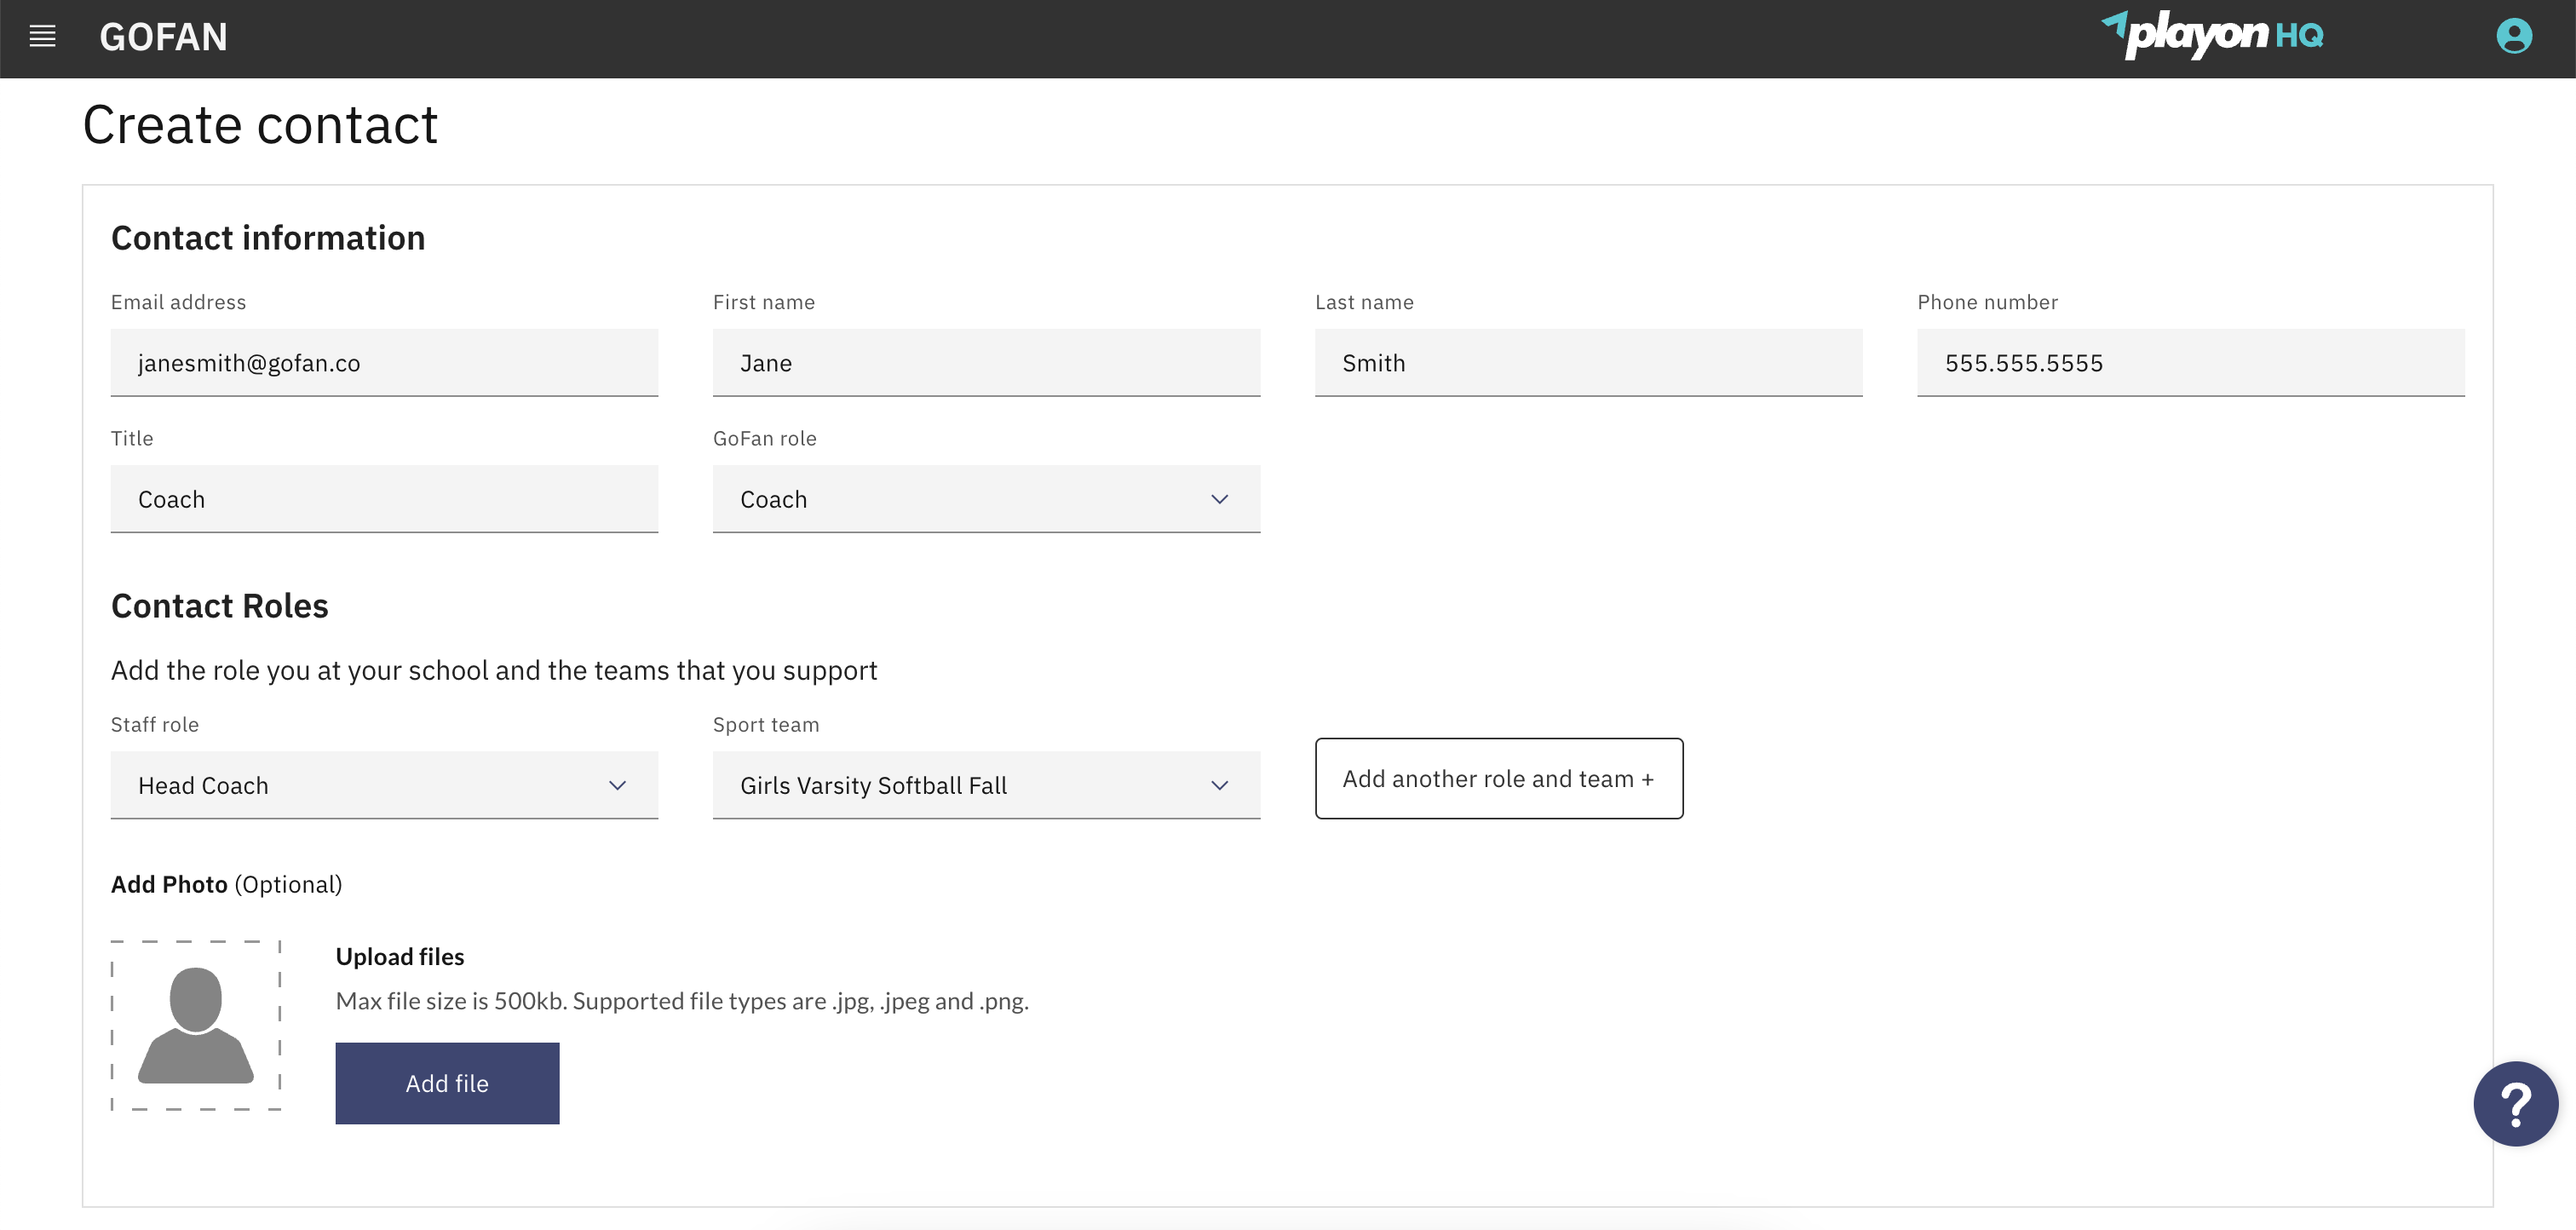 GOFAN
playon HQ
Create contact
Contact information
Email address
First name
Last name
Phone number
janesmith@gofan.co
Jane
Smith
555.555.5555
Title
GoFan role
Coach
Coach
Contact Roles
Add the role you at your school and the teams that you support
Staff role
Sport team
Head Coach
Girls Varsity Softball Fall
Add another role and team +
Add Photo (Optional)
Upload files
Max file size is 500kb. Supported file types are .jpg, .jpeg and .png.
Add file
?